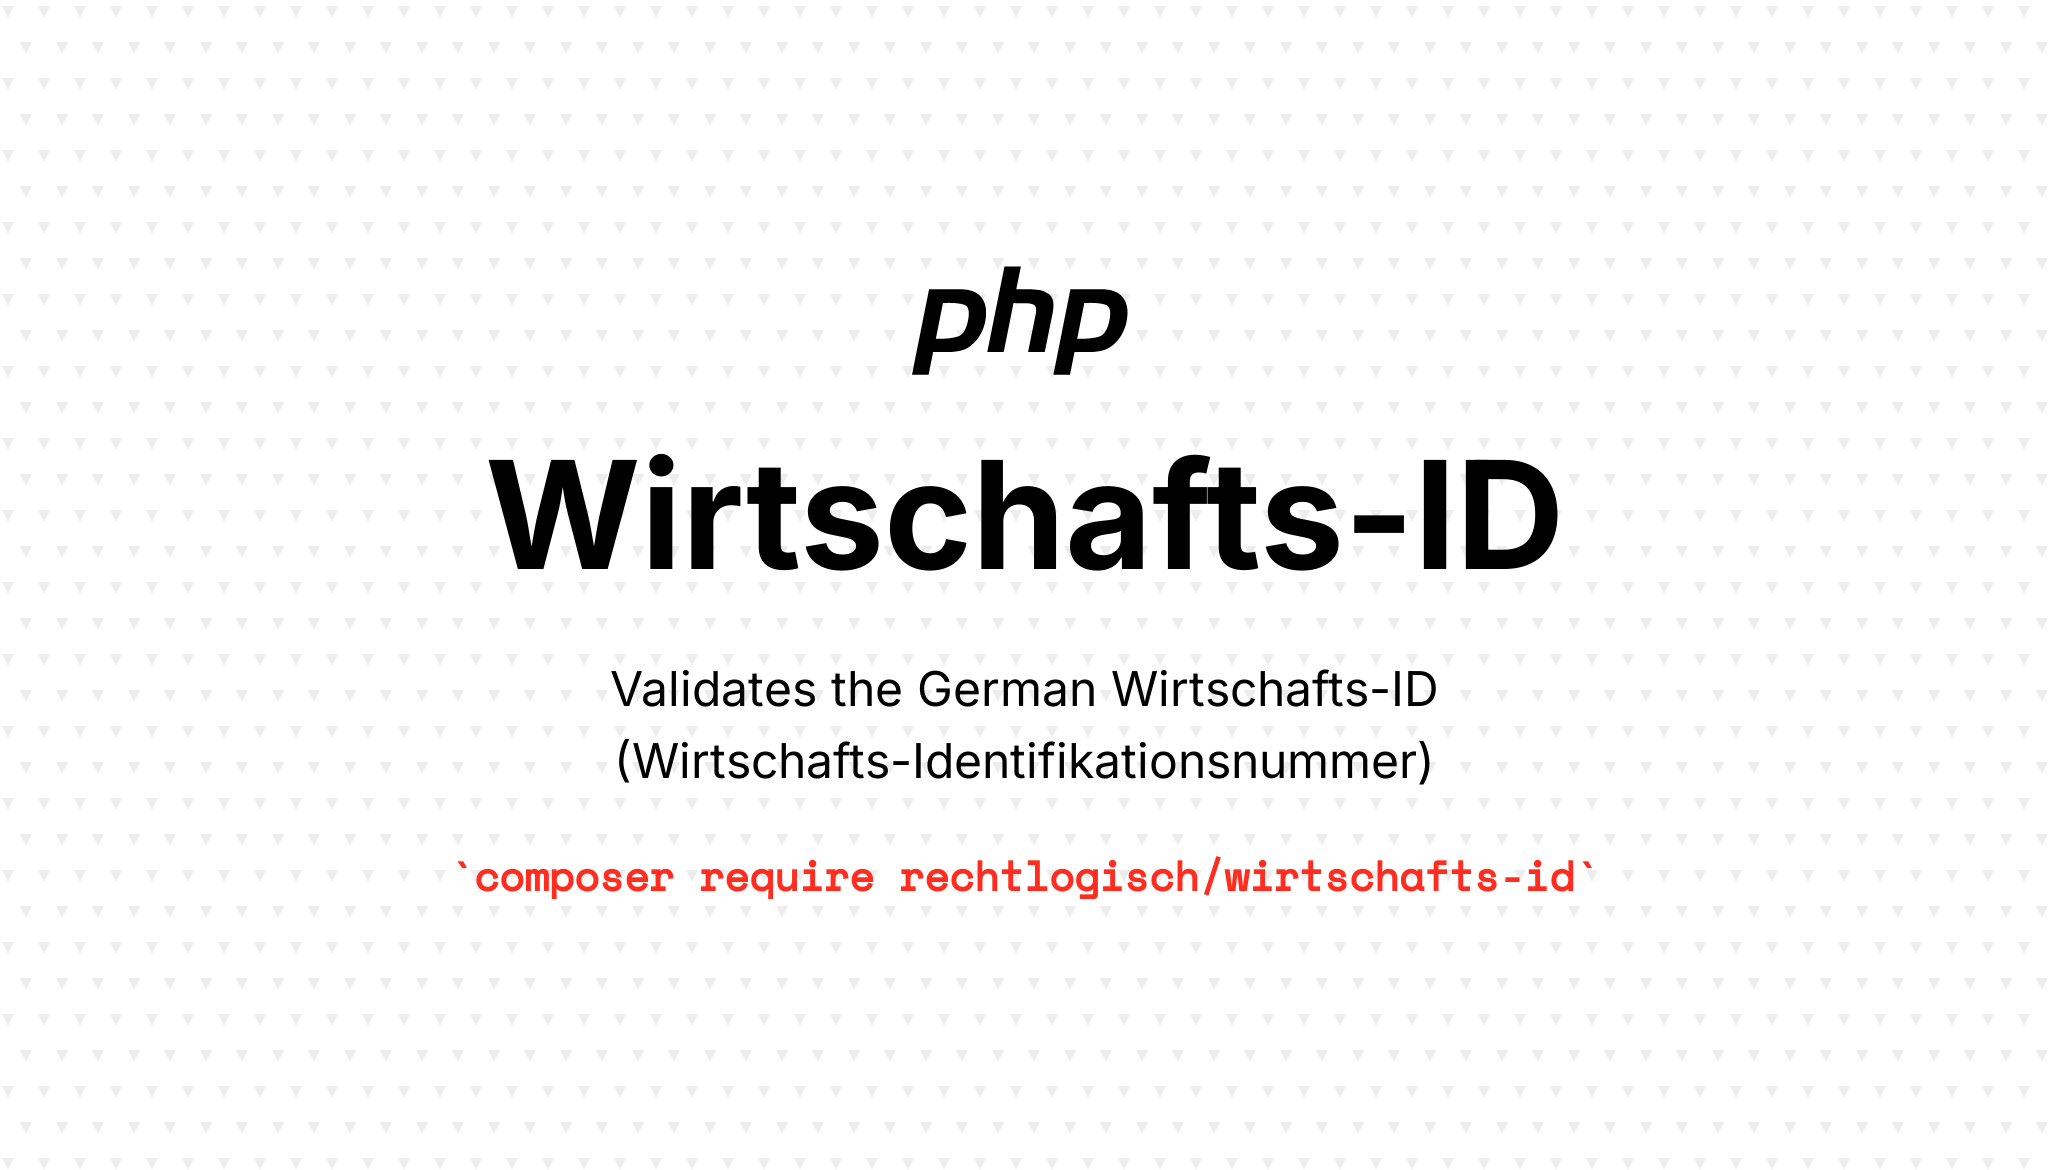 php
Wirtschafts-ID
Validates the German Wirtschafts-ID
(Wirtschafts-Identifikationsnummer)
`composer require rechtlogisch/wirtschafts-id`